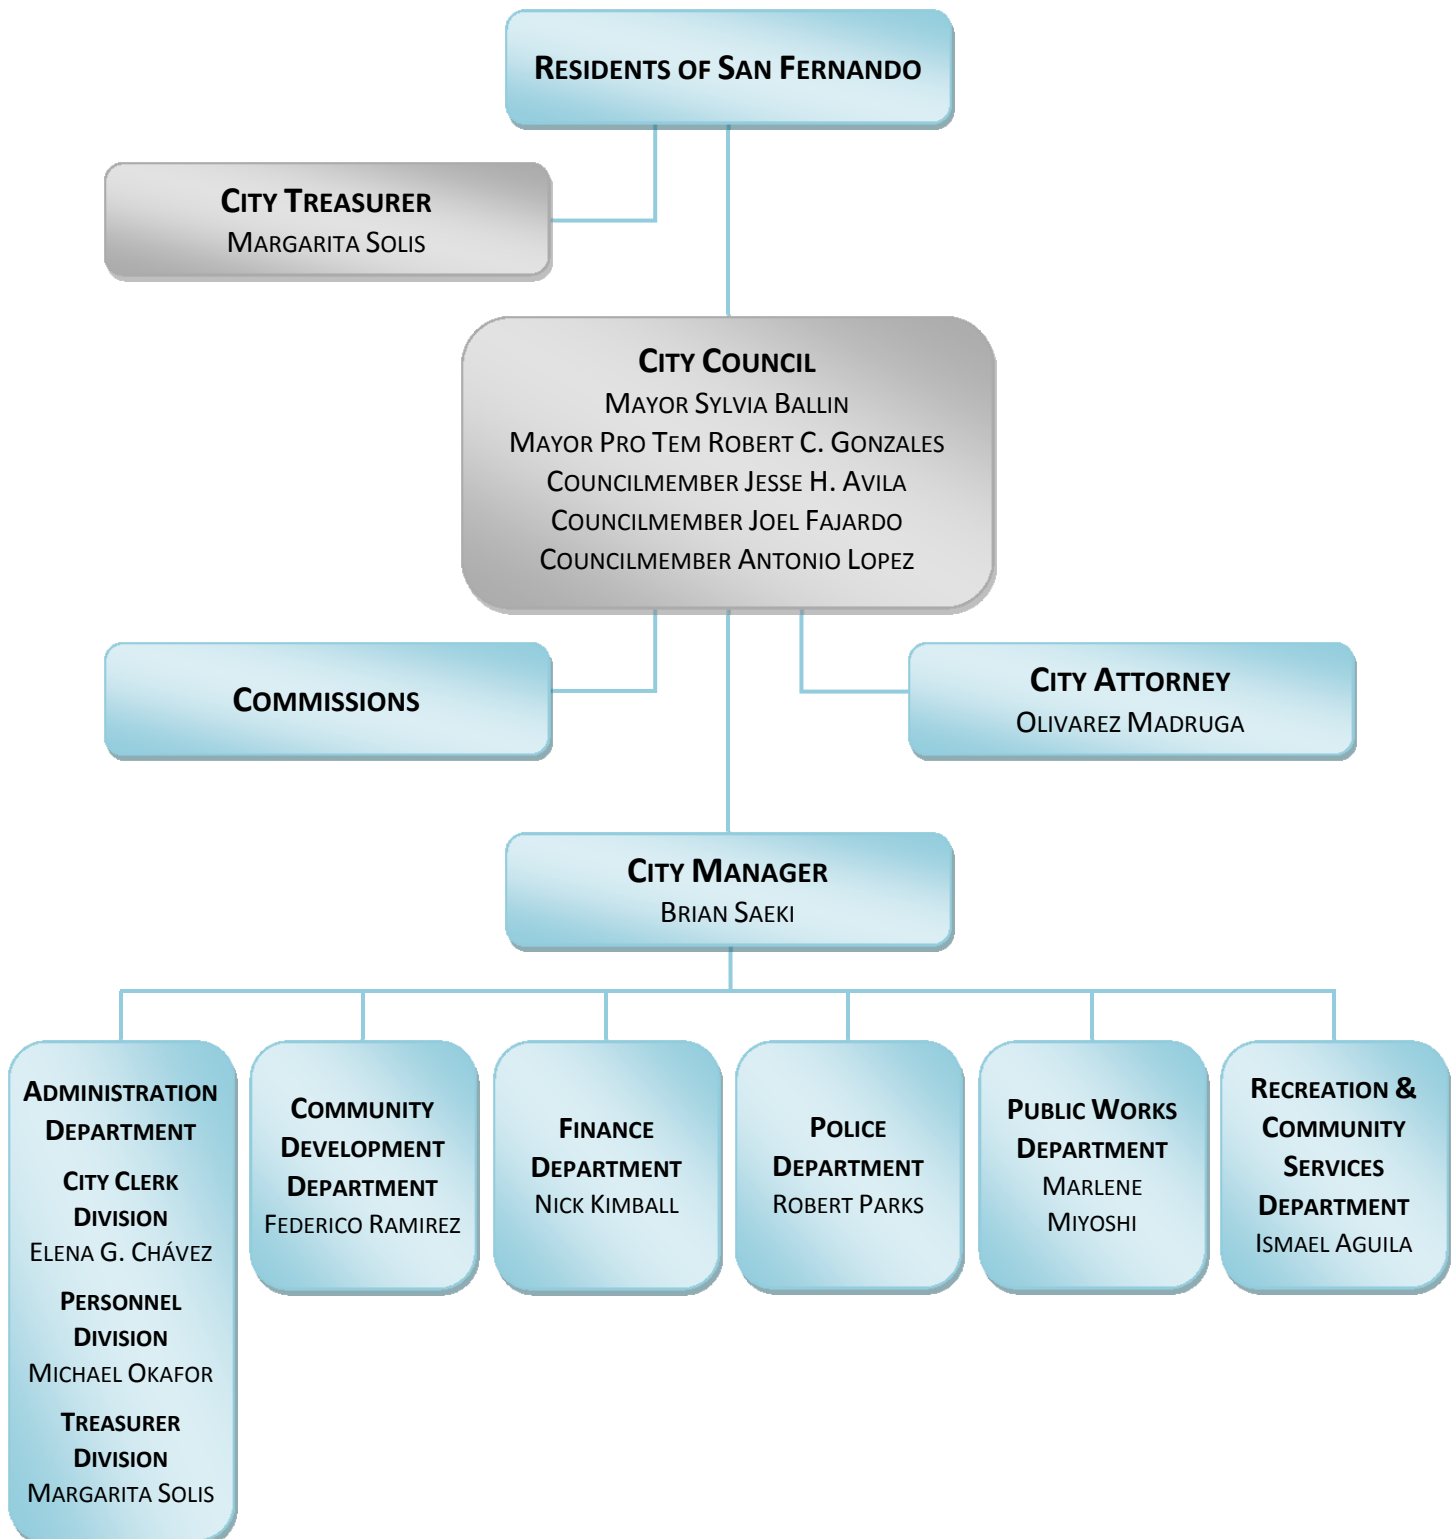 RESIDENTS OF SAN FERNANDO
CITY TREASURER
MARGARITA SOLIS
CITY COUNCIL
MAYOR SYLVIA BALLIN
MAYOR PRO TEM ROBERT C. GONZALES
COUNCILMEMBER JESSE H. AVILA
COUNCILMEMBER JOEL FAJARDO
COUNCILMEMBER ANTONIO LOPEZ
COMMISSIONS
CITY ATTORNEY
OLIVAREZ MADRUGA
CITY MANAGER
BRIAN SAEKI
ADMINISTRATION
DEPARTMENT
CITY CLERK
DIVISION
ELENA G. CHÁVEZ
PERSONNEL
DIVISION
MICHAEL OKAFOR
TREASURER
DIVISION
MARGARITA SOLIS
COMMUNITY
DEVELOPMENT
DEPARTMENT
FEDERICO RAMIREZ
FINANCE
DEPARTMENT
NICK KIMBALL
POLICE
DEPARTMENT
ROBERT PARKS
PUBLIC WORKS
DEPARTMENT
MARLENE
MIYOSHI
RECREATION &
COMMUNITY
SERVICES
DEPARTMENT
ISMAEL AGUILA